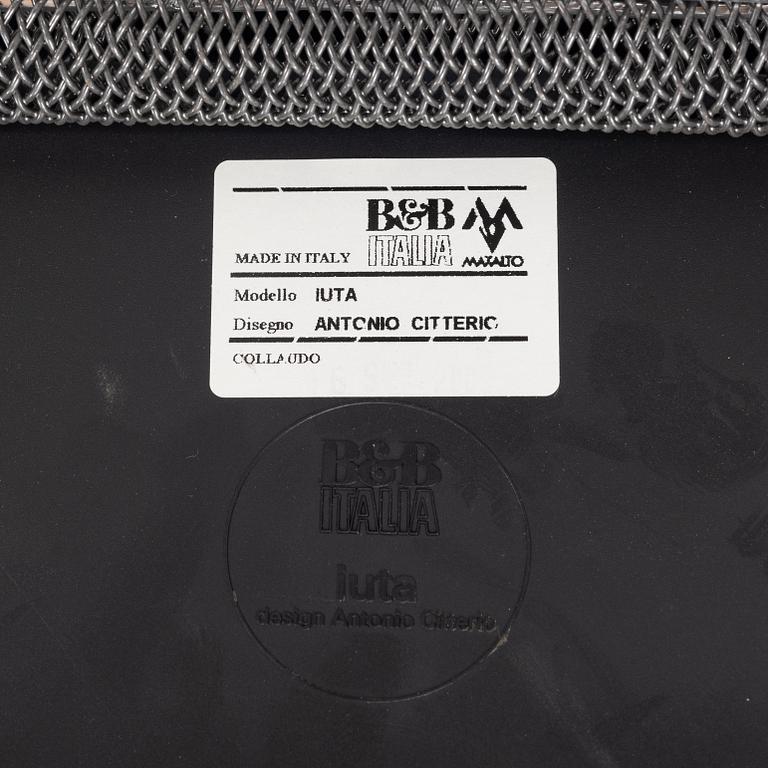 B&B
ITALIA
MAXALTO
MADE IN ITALY
Modello IUTA
Disegno ANTONIO CITTERIO
COLLAUDO
B&B
ITALIA
iuta
design Antonio Citterio